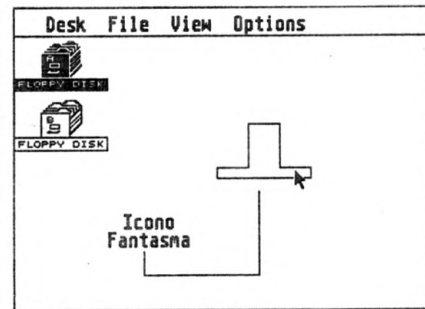 Desk File View Options
A
FLOPPY DISK
B
FLOPPY DISK
Icono
Fantasma